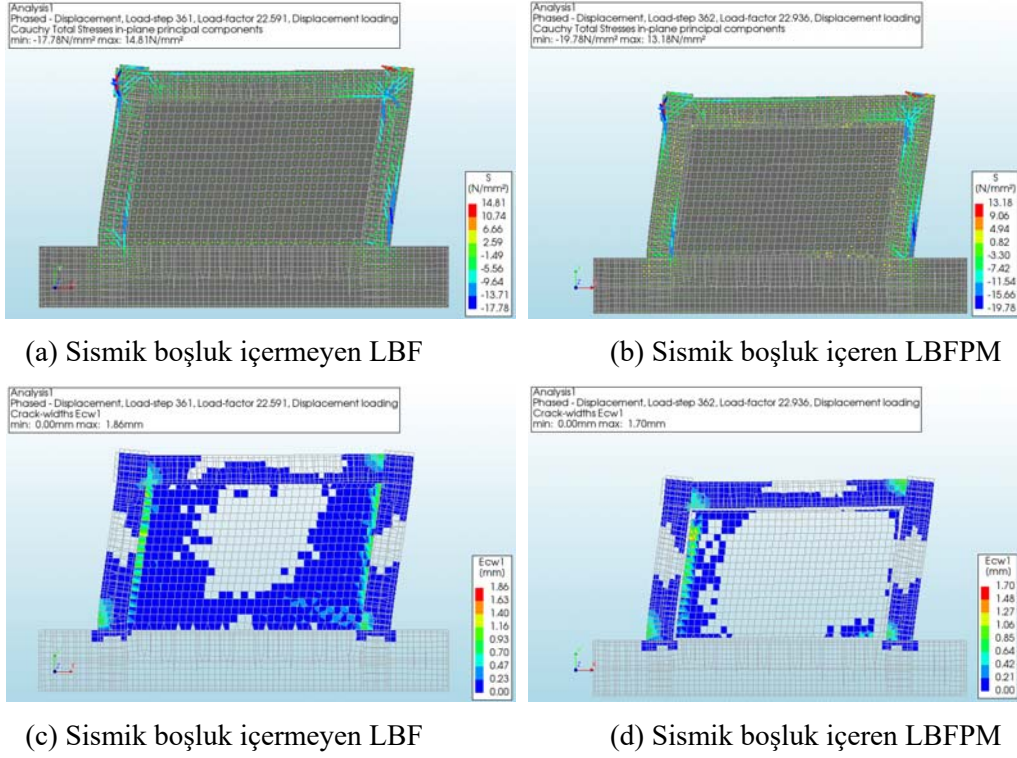 Analysis1
Phased - Displacement, Load-step 361, Load-factor 22.591, Displacement loading
Cauchy Total Stresses in-plane principal components
min: -17.78N/mm² max: 14.81N/mm²
S
(N/mm²)
14.81
10.74
6.66
2.59
-1.49
-5.56
-9.64
-13.71
-17.78
Analysis1
Phased - Displacement, Load-step 362, Load-factor 22.936, Displacement loading
Cauchy Total Stresses in-plane principal components
min: -19.78N/mm² max: 13.18N/mm²
S
(N/mm²)
13.18
9.06
4.94
0.82
-3.30
-7.42
-11.54
-15.66
-19.78
(a) Sismik boşluk içermeyen LBF
(b) Sismik boşluk içeren LBFPM
Analysis1
Phased - Displacement, Load-step 361, Load-factor 22.591, Displacement loading
Crack-widths Ecw1
min: 0.00mm max: 1.86mm
Ecw1
(mm)
1.86
1.63
1.40
1.16
0.93
0.70
0.47
0.23
0.00
Analysis1
Phased - Displacement, Load-step 362, Load-factor 22.936, Displacement loading
Crack-widths Ecw1
min: 0.00mm max: 1.70mm
Ecw1
(mm)
1.70
1.48
1.27
1.06
0.85
0.64
0.42
0.21
0.00
(c) Sismik boşluk içermeyen LBF
(d) Sismik boşluk içeren LBFPM